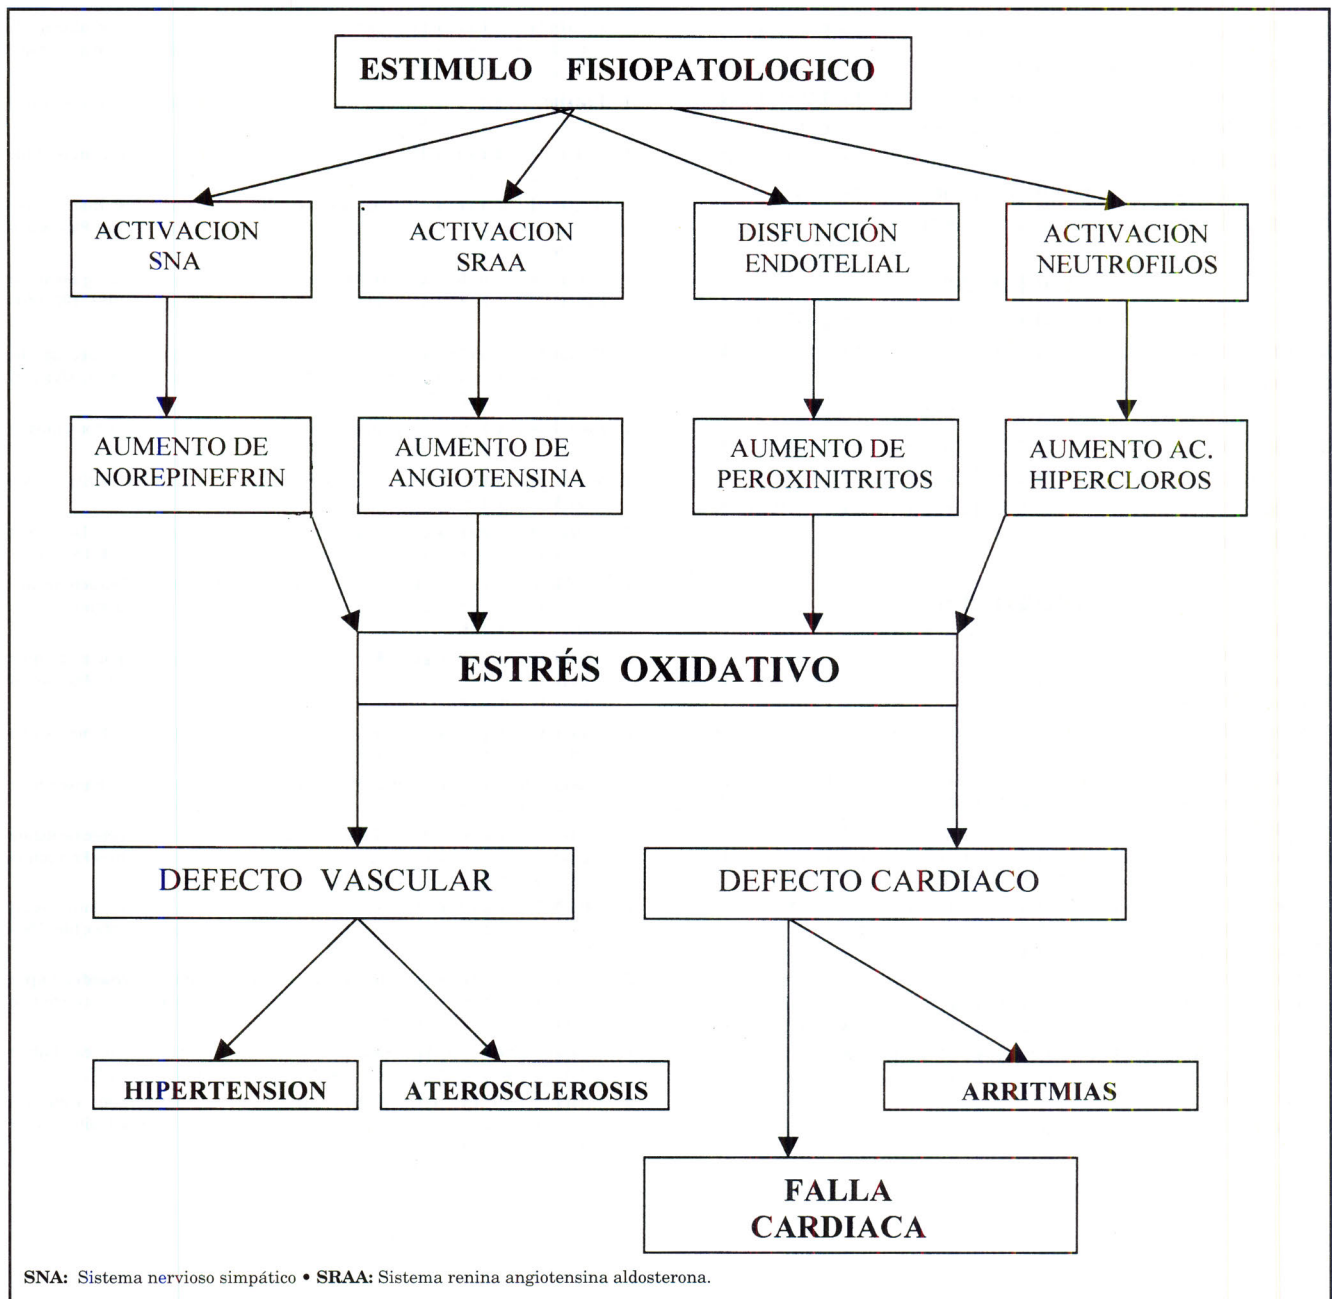 ESTIMULO FISIOPATOLOGICO
ACTIVACION
SNA
ACTIVACION
SRAA
DISFUNCIÓN
ENDOTELIAL
ACTIVACION
NEUTROFILOS
AUMENTO DE
NOREPINEFRIN
AUMENTO DE
ANGIOTENSINA
AUMENTO DE
PEROXINITRITOS
AUMENTO AC.
HIPERCLOROS
ESTRÉS OXIDATIVO
DEFECTO VASCULAR
DEFECTO CARDIACO
HIPERTENSION
ATEROSCLEROSIS
ARRITMIAS
FALLA
CARDIACA
SNA: Sistema nervioso simpático • SRAA: Sistema renina angiotensina aldosterona.